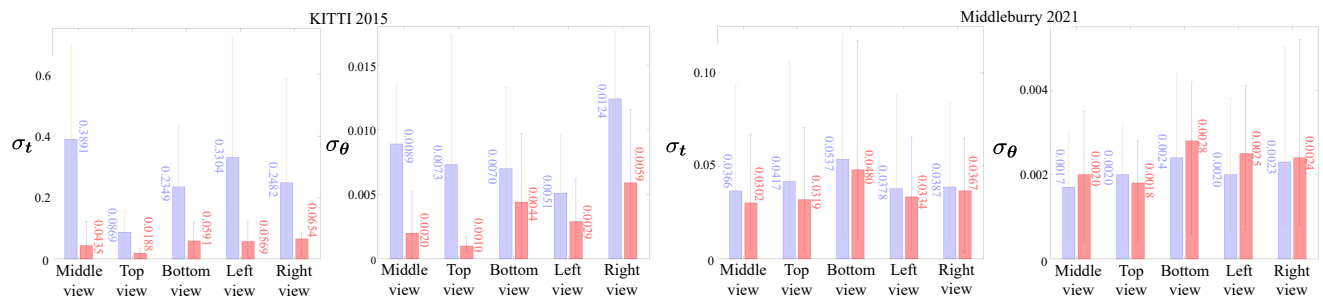 KITTI 2015
σt
0.6
0.4
0.2
0
0.3891
0.0435
0.0869
0.0188
0.2349
0.0591
0.3304
0.0569
0.2482
0.0654
Middle view
Top view
Bottom view
Left view
Right view
σθ
0.015
0.010
0.005
0
0.0089
0.0020
0.0073
0.0010
0.0070
0.0044
0.0051
0.0029
0.0124
0.0059
Middle view
Top view
Bottom view
Left view
Right view
Middleburry 2021
σt
0.10
0.05
0
0.0366
0.0302
0.0417
0.0319
0.0537
0.0480
0.0378
0.0334
0.0387
0.0367
Middle view
Top view
Bottom view
Left view
Right view
σθ
0.004
0.002
0
0.0017
0.0020
0.0020
0.0018
0.0024
0.0028
0.0020
0.0025
0.0023
0.0024
Middle view
Top view
Bottom view
Left view
Right view